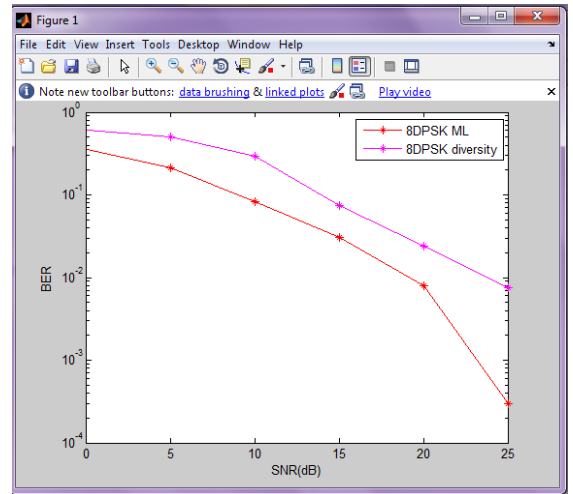 Figure 1
File Edit View Insert Tools Desktop Window Help
Note new toolbar buttons: data brushing & linked plots Play video
10^0
10^-1
10^-2
10^-3
10^-4
BER
8DPSK ML
8DPSK diversity
0 5 10 15 20 25
SNR(dB)